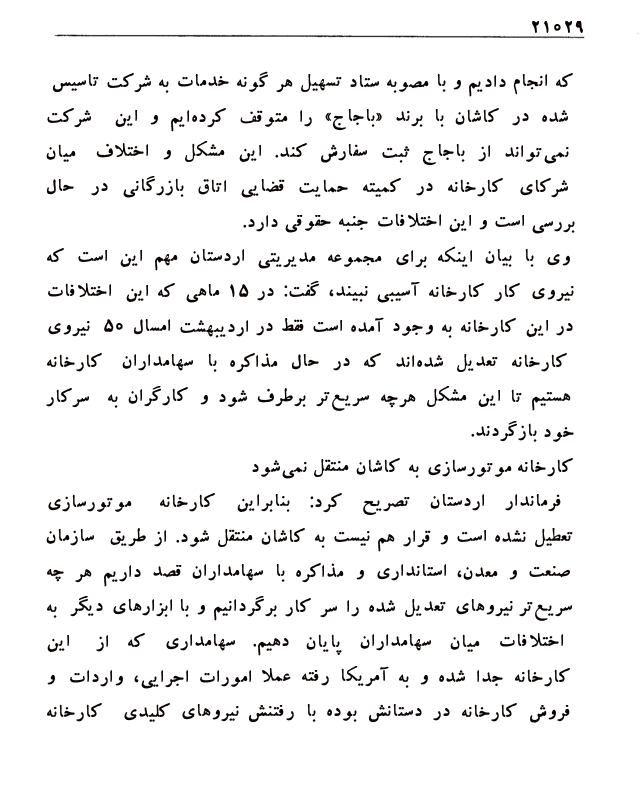 ۲۱۰۲۹
که انجام دادیم و با مصوبه ستاد تسهیل هر گونه خدمات به شرکت تاسیس
شده در کاشان با برند «باجاج» را متوقف کرده‌ایم و این شرکت
نمی‌تواند از باجاج ثبت سفارش کند. این مشکل و اختلاف میان
شرکای کارخانه در کمیته حمایت قضایی اتاق بازرگانی در حال
بررسی است و این اختلافات جنبه حقوقی دارد.
وی با بیان اینکه برای مجموعه مدیریتی اردستان مهم این است که
نیروی کار کارخانه آسیبی نبیند، گفت: در ۱۵ ماهی که این اختلافات
در این کارخانه به وجود آمده است فقط در اردیبهشت امسال ۵۰ نیروی
کارخانه تعدیل شده‌اند که در حال مذاکره با سهامداران کارخانه
هستیم تا این مشکل هرچه سریع‌تر برطرف شود و کارگران به سرکار
خود بازگردند.
کارخانه موتورسازی به کاشان منتقل نمی‌شود
فرماندار اردستان تصریح کرد: بنابراین کارخانه موتورسازی
تعطیل نشده است و قرار هم نیست به کاشان منتقل شود. از طریق سازمان
صنعت و معدن، استانداری و مذاکره با سهامداران قصد داریم هر چه
سریع‌تر نیروهای تعدیل شده را سر کار برگردانیم و با ابزارهای دیگر به
اختلافات میان سهامداران پایان دهیم. سهامداری که از این
کارخانه جدا شده و به آمریکا رفته عملا امورات اجرایی، واردات و
فروش کارخانه در دستانش بوده با رفتنش نیروهای کلیدی کارخانه